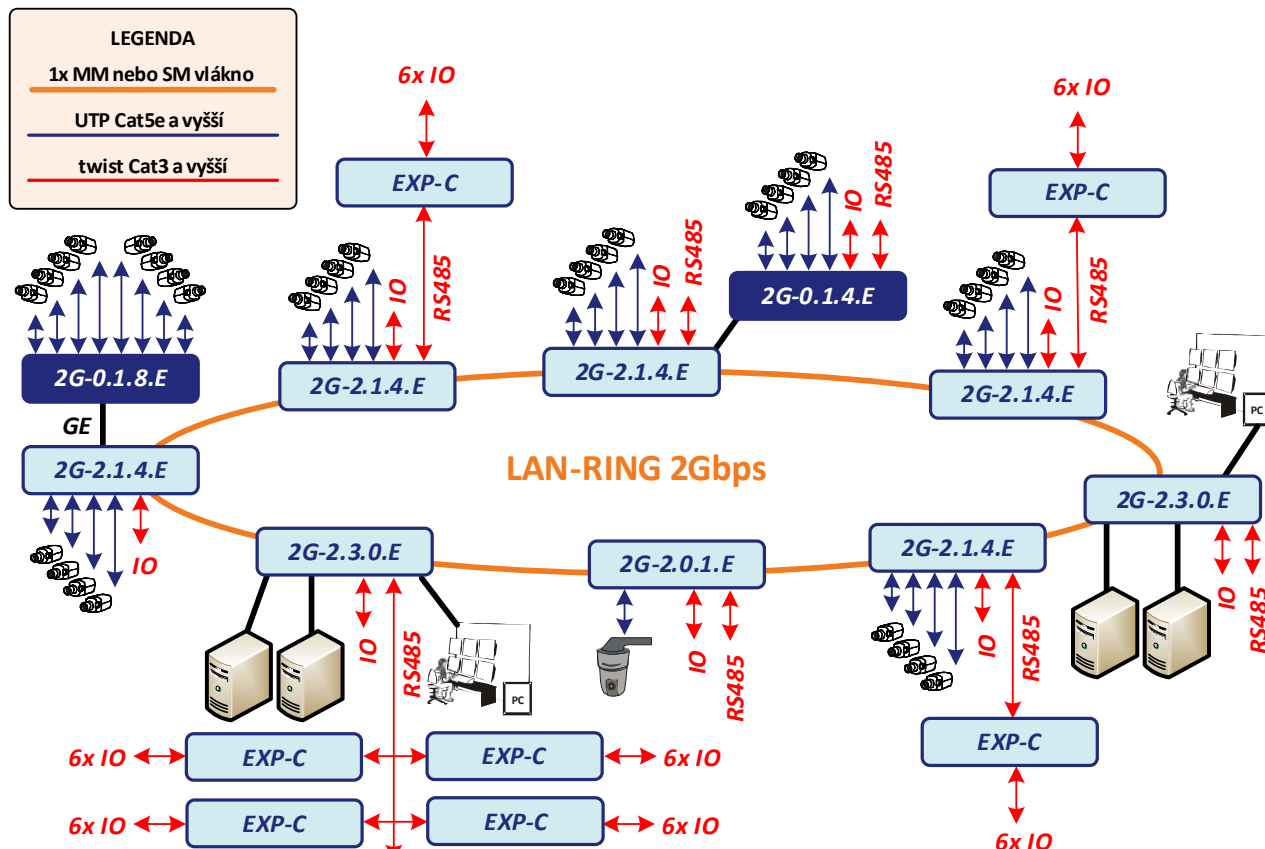 LEGENDA
1x MM nebo SM vlákno
UTP Cat5e a vyšší
twist Cat3 a vyšší
6x IO
EXP-C
RS485
IO
2G-2.1.4.E
IO
RS485
2G-2.1.4.E
IO
RS485
2G-0.1.4.E
6x IO
EXP-C
RS485
IO
2G-2.1.4.E
2G-0.1.8.E
GE
2G-2.1.4.E
IO
LAN-RING 2Gbps
PC
2G-2.3.0.E
IO
RS485
2G-2.3.0.E
IO
RS485
PC
2G-2.0.1.E
IO
RS485
2G-2.1.4.E
IO
RS485
EXP-C
6x IO
6x IO
EXP-C
EXP-C
6x IO
6x IO
EXP-C
EXP-C
6x IO